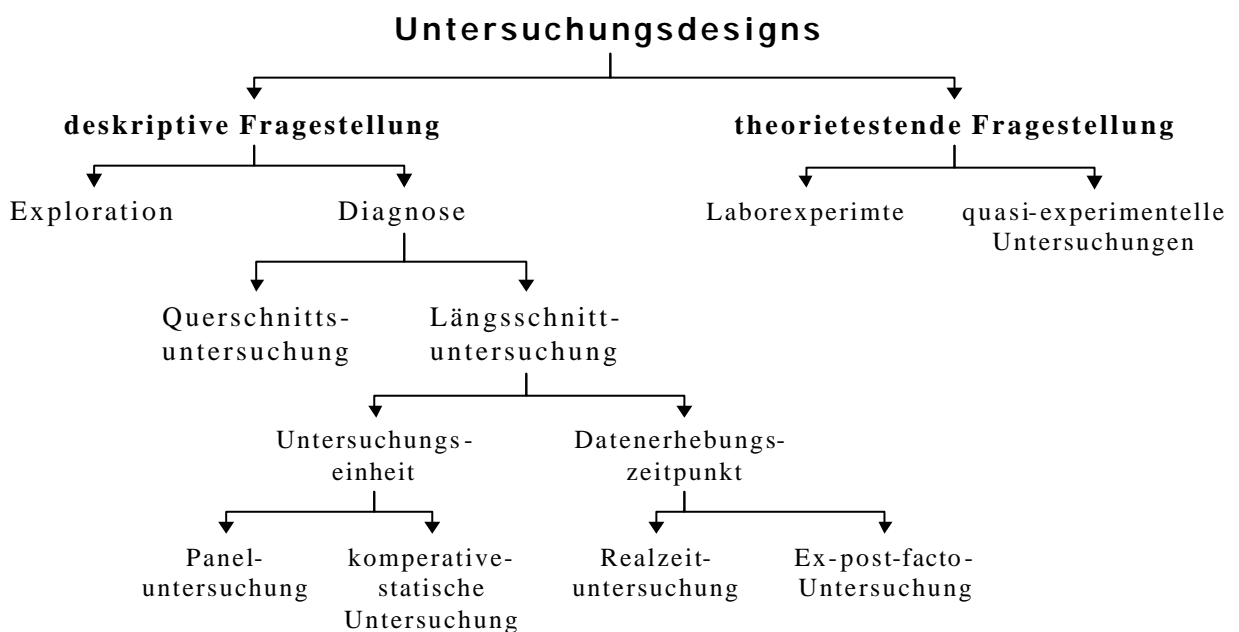 Untersuchungsdesigns
deskriptive Fragestellung
theorietestende Fragestellung
Exploration
Diagnose
Laborexperimte
quasi-experimentelle
Untersuchungen
Querschnitts-
untersuchung
Längsschnitt-
untersuchung
Untersuchungs-
einheit
Datenerhebungs-
zeitpunkt
Panel-
untersuchung
komperative-
statische
Untersuchung
Realzeit-
untersuchung
Ex-post-facto-
Untersuchung